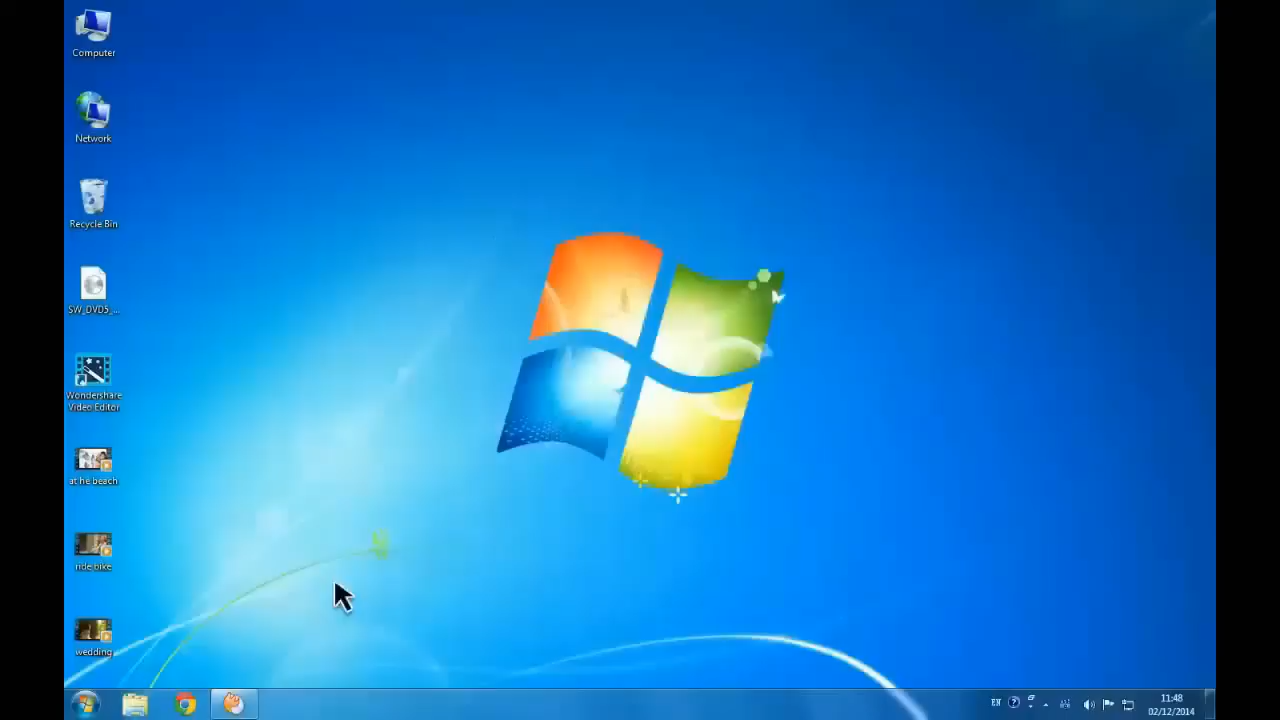 Computer
Network
Recycle Bin
SW_DVD5_...
Wondershare
Video Editor
at he beach
ride bike
wedding
EN
11:48
02/12/2014